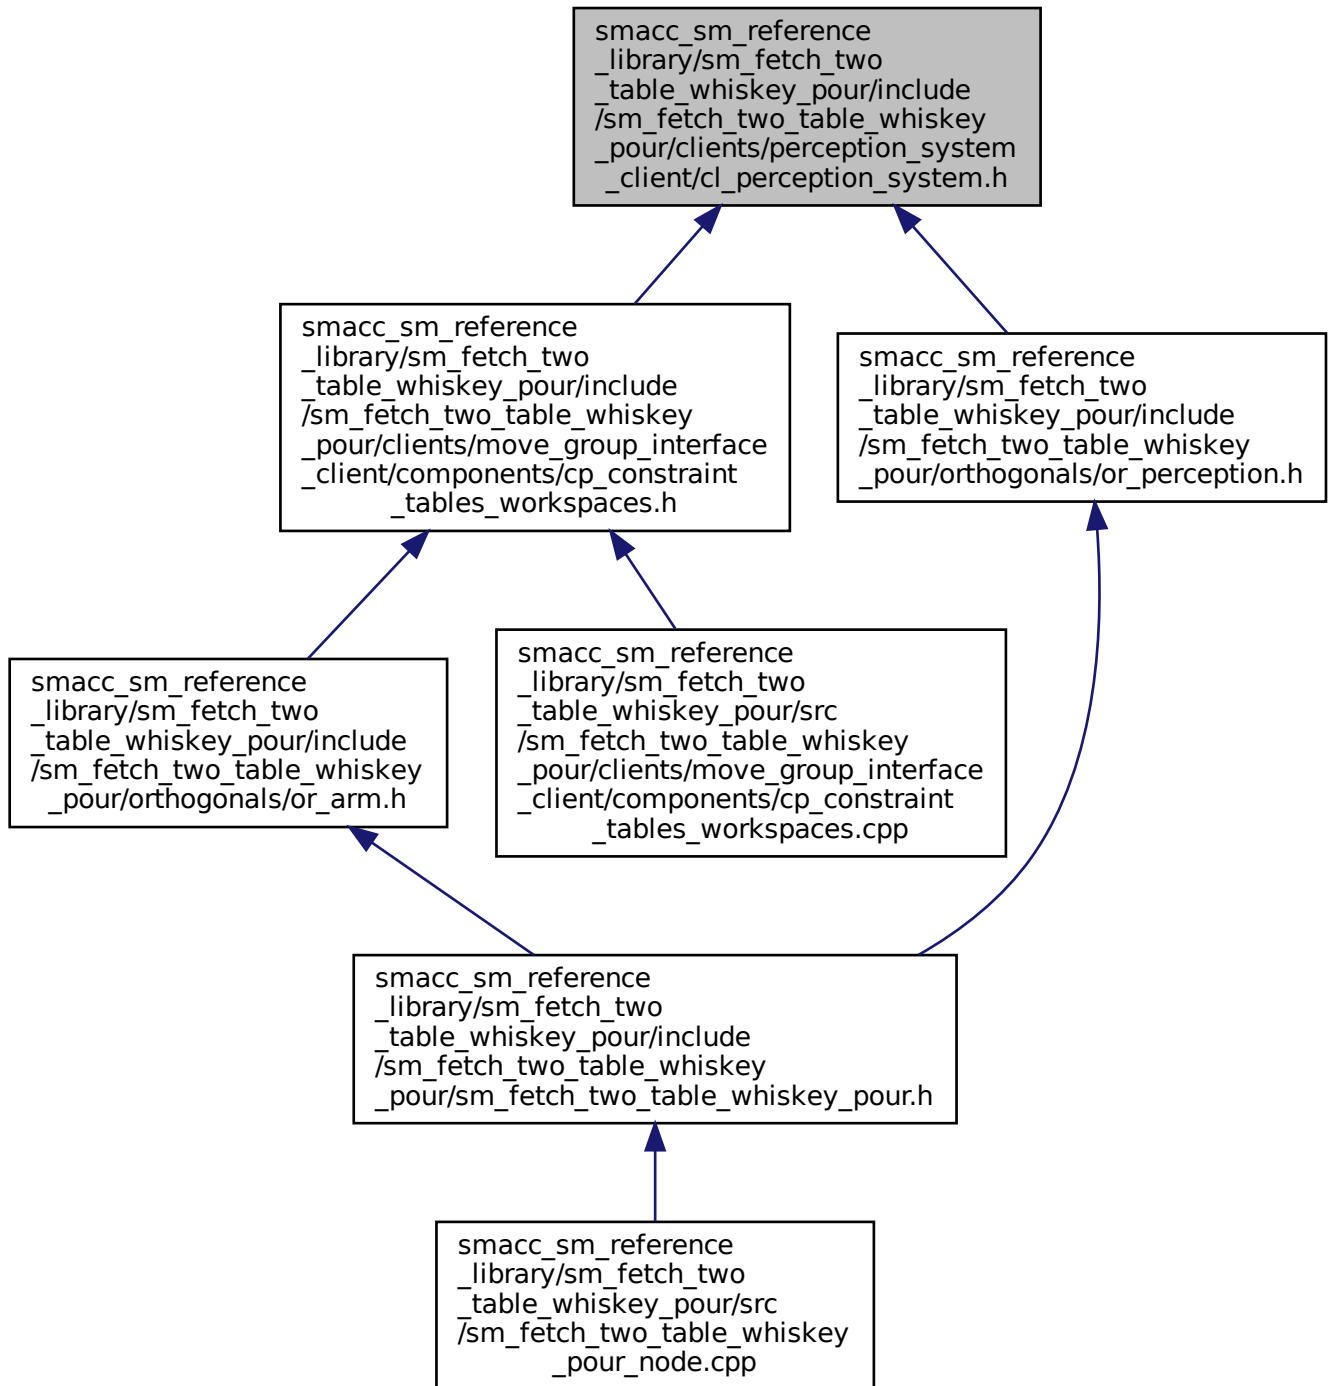 smacc_sm_reference
_library/sm_fetch_two
_table_whiskey_pour/include
/sm_fetch_two_table_whiskey
_pour/clients/perception_system
_client/cl_perception_system.h
smacc_sm_reference
_library/sm_fetch_two
_table_whiskey_pour/include
/sm_fetch_two_table_whiskey
_pour/clients/move_group_interface
_client/components/cp_constraint
_tables_workspaces.h
smacc_sm_reference
_library/sm_fetch_two
_table_whiskey_pour/include
/sm_fetch_two_table_whiskey
_pour/orthogonals/or_perception.h
smacc_sm_reference
_library/sm_fetch_two
_table_whiskey_pour/include
/sm_fetch_two_table_whiskey
_pour/orthogonals/or_arm.h
smacc_sm_reference
_library/sm_fetch_two
_table_whiskey_pour/src
/sm_fetch_two_table_whiskey
_pour/clients/move_group_interface
_client/components/cp_constraint
_tables_workspaces.cpp
smacc_sm_reference
_library/sm_fetch_two
_table_whiskey_pour/include
/sm_fetch_two_table_whiskey
_pour/sm_fetch_two_table_whiskey_pour.h
smacc_sm_reference
_library/sm_fetch_two
_table_whiskey_pour/src
/sm_fetch_two_table_whiskey
_pour_node.cpp